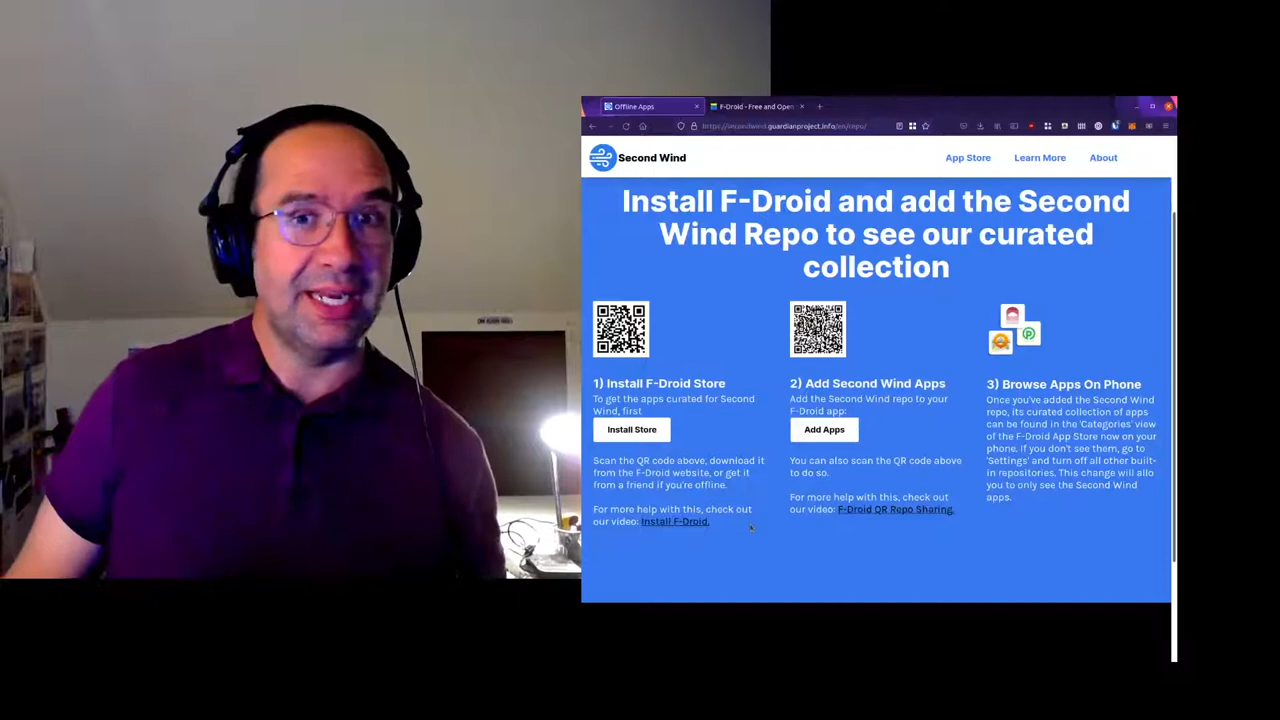 Offline Apps
F-Droid - Free and Open
https://secondwind.guardianproject.info/en/repo/
Second Wind
App Store
Learn More
About
Install F-Droid and add the Second
Wind Repo to see our curated
collection
1) Install F-Droid Store
To get the apps curated for Second
Wind, first
Install Store
Scan the QR code above, download it
from the F-Droid website, or get it
from a friend if you're offline.
For more help with this, check out
our video: Install F-Droid.
2) Add Second Wind Apps
Add the Second Wind repo to your
F-Droid app:
Add Apps
You can also scan the QR code above
to do so.
For more help with this, check out
our video: F-Droid QR Repo Sharing.
3) Browse Apps On Phone
Once you've added the Second Wind
repo, its curated collection of apps
can be found in the 'Categories' view
of the F-Droid App Store now on your
phone. If you don't see them, go to
'Settings' and turn off all other built-
in repositories. This change will allow
you to only see the Second Wind
apps.